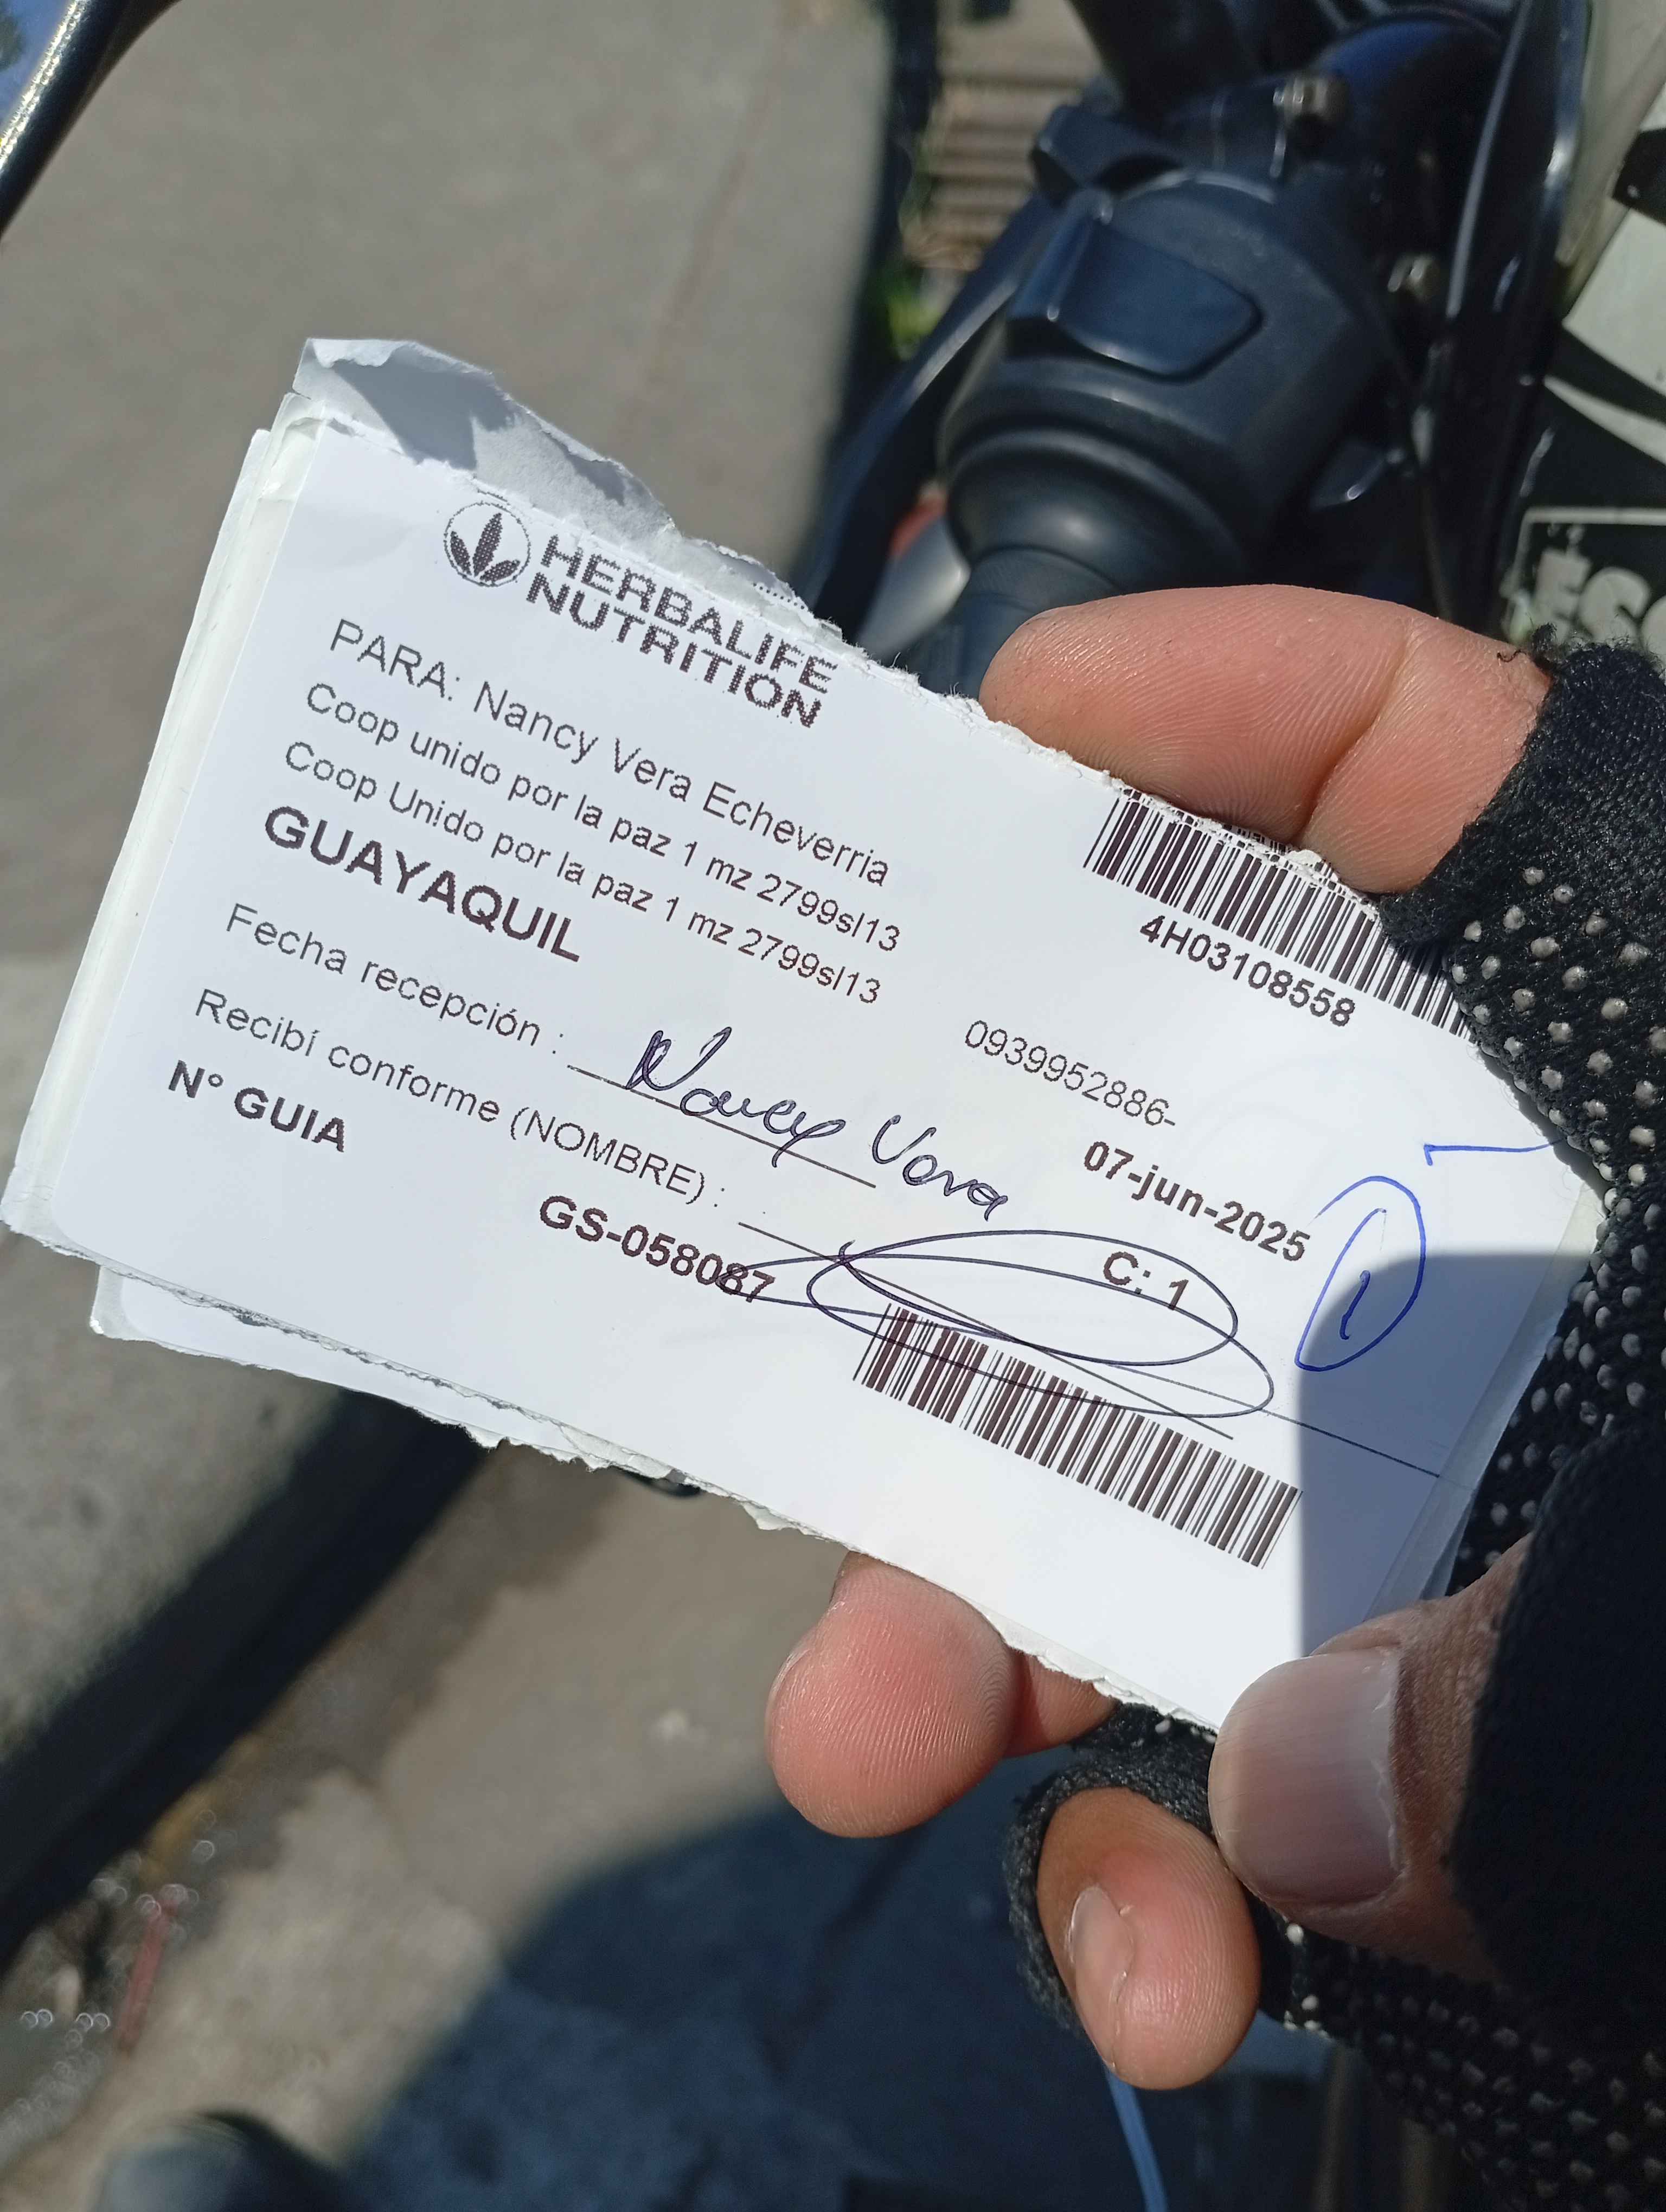 HERBALIFE
NUTRITION
PARA: Nancy Vera Echeverria
Coop unido por la paz 1 mz 2799sl13
Coop Unido por la paz 1 mz 2799sl13
GUAYAQUIL
4H03108558
0939952886-
Fecha recepción :
Nancy Vera
07-jun-2025
Recibí conforme (NOMBRE) :
C: 1
1
N° GUIA
GS-058087